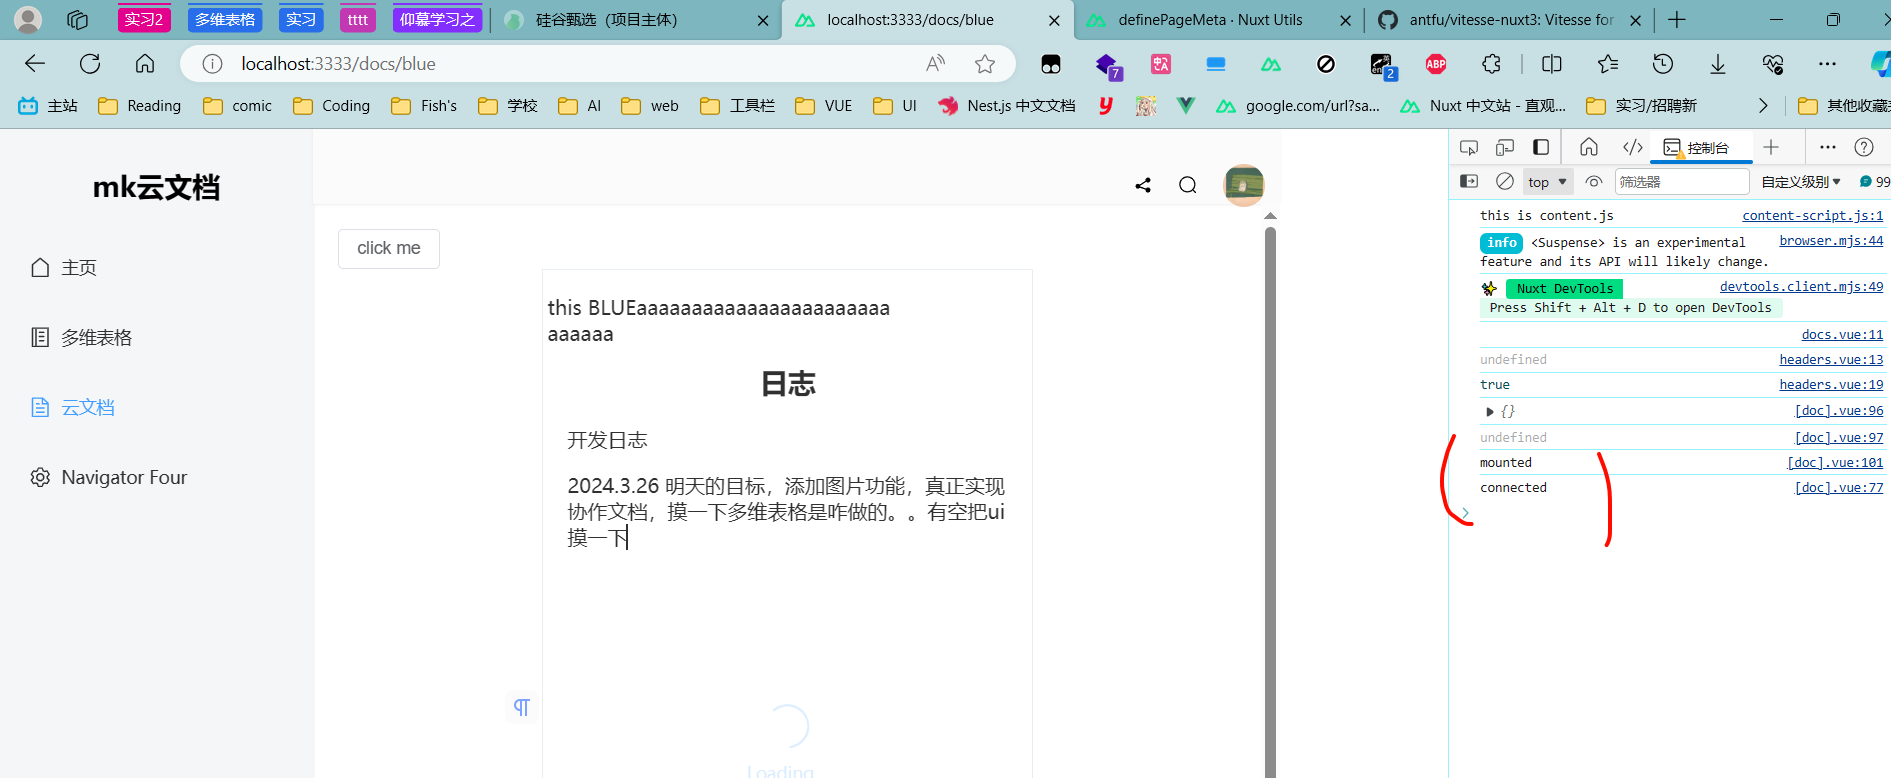 实习2 多维表格 实习 tttt 仰慕学习之 硅谷甄选（项目主体） localhost:3333/docs/blue definePageMeta · Nuxt Utils antfu/vitesse-nuxt3: Vitesse for
localhost:3333/docs/blue 7 2 ABP
主站 Reading comic Coding Fish's 学校 AI web 工具栏 VUE UI Nest.js 中文文档 google.com/url?sa... Nuxt 中文站 - 直观... 实习/招聘新 其他收藏
mk云文档
主页
多维表格
云文档
Navigator Four
click me
this BLUEaaaaaaaaaaaaaaaaaaaaaaa
aaaaaa
日志
开发日志
2024.3.26 明天的目标，添加图片功能，真正实现
协作文档，摸一下多维表格是咋做的。。有空把ui
摸一下
Loading
控制台
top 筛选器 自定义级别 99
this is content.js content-script.js:1
info <Suspense> is an experimental browser.mjs:44
feature and its API will likely change.
Nuxt DevTools devtools.client.mjs:49
Press Shift + Alt + D to open DevTools
docs.vue:11
undefined headers.vue:13
true headers.vue:19
{} [doc].vue:96
undefined [doc].vue:97
mounted [doc].vue:101
connected [doc].vue:77